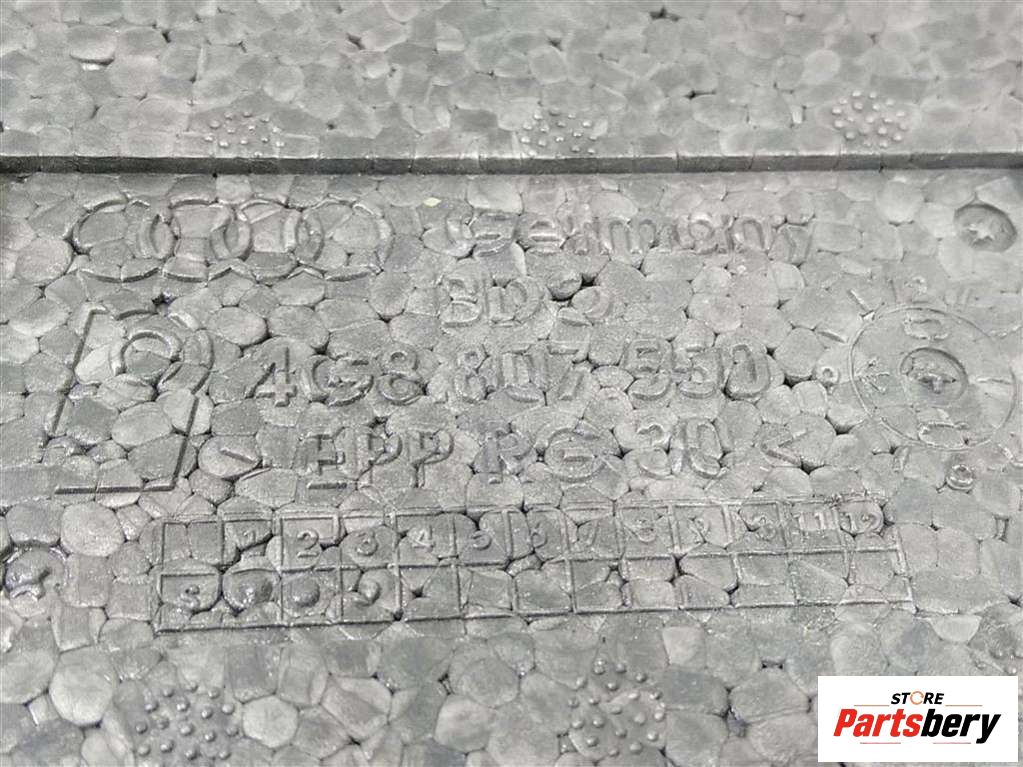 Germany
4G8 807 550
>EPP RG 30<
1 2 3 4 5 6 7 8 9 10 11 12
S
STORE
Partsbery